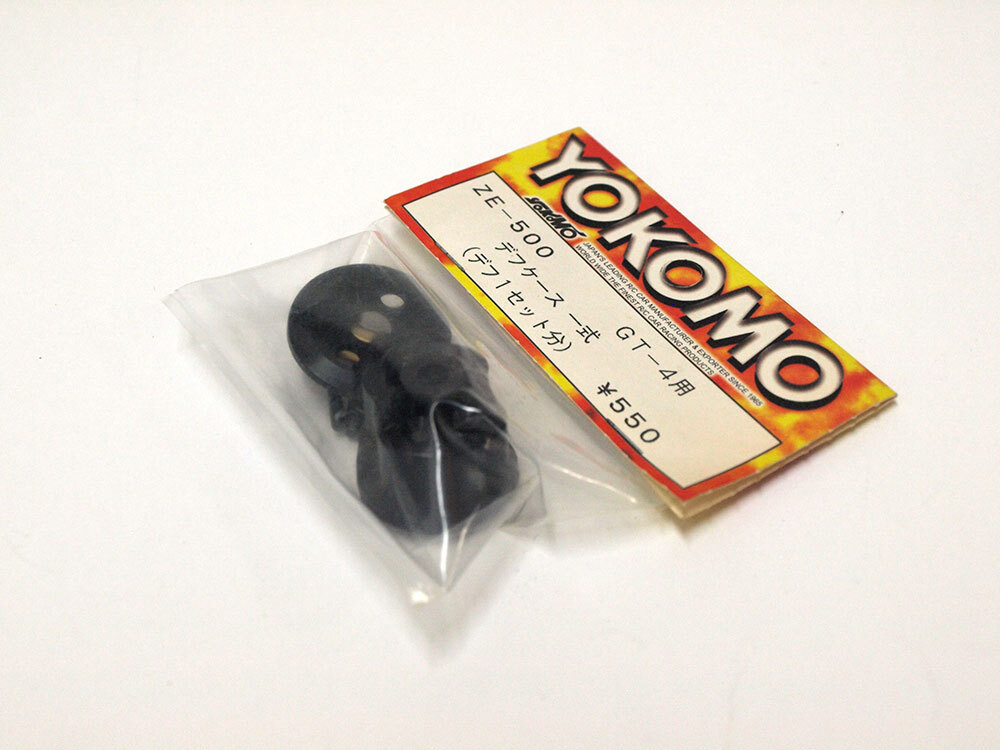 YOKOMO
YOKOMO
JAPAN'S LEADING R/C CAR MANUFACTURER & EXPORTER SINCE 1965
WORLD WIDE THE FINEST R/C CAR RACING PRODUCTS
ZE-500 GT-4用
デフケース一式
(デフ1セット分)
¥550